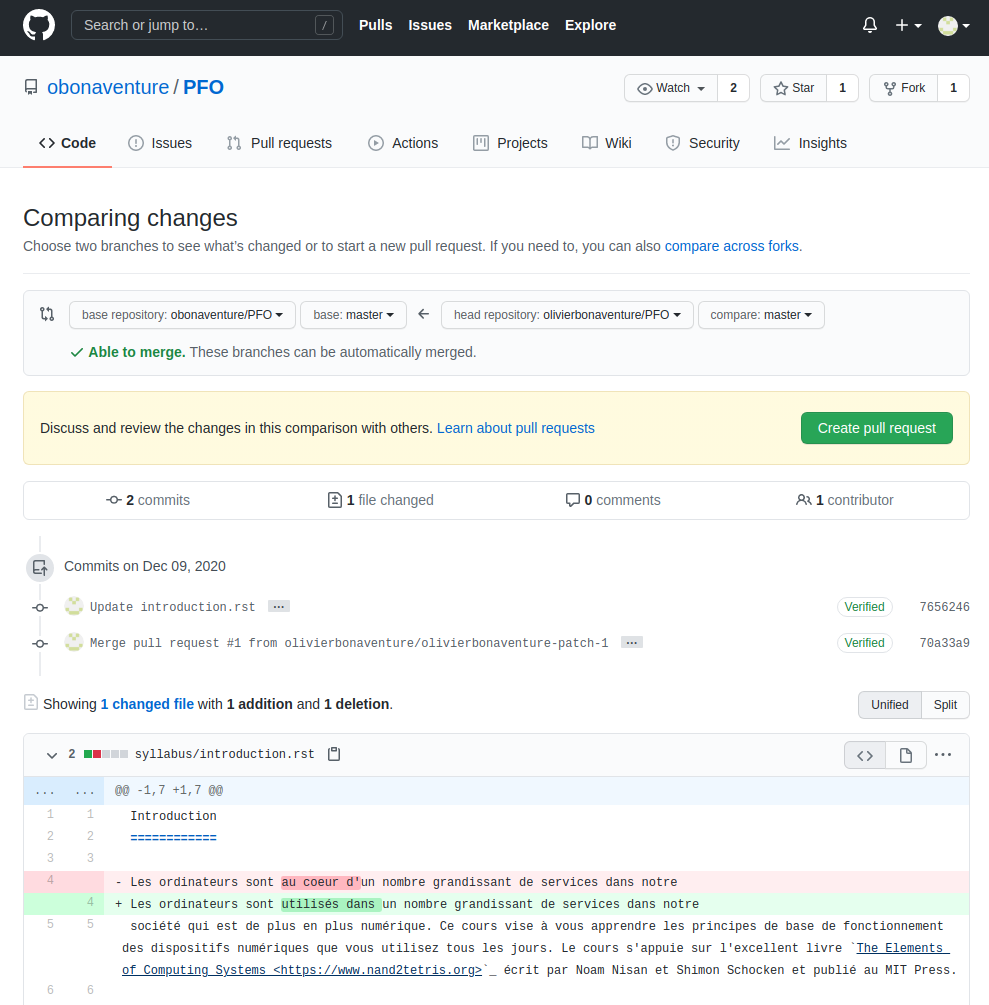 Search or jump to… / Pulls Issues Marketplace Explore
obonaventure / PFO Watch 2 Star 1 Fork 1
Code Issues Pull requests Actions Projects Wiki Security Insights
Comparing changes
Choose two branches to see what's changed or to start a new pull request. If you need to, you can also compare across forks.
base repository: obonaventure/PFO base: master ← head repository: olivierbonaventure/PFO compare: master
✓ Able to merge. These branches can be automatically merged.
Discuss and review the changes in this comparison with others. Learn about pull requests Create pull request
2 commits 1 file changed 0 comments 1 contributor
Commits on Dec 09, 2020
Update introduction.rst … Verified 7656246
Merge pull request #1 from olivierbonaventure/olivierbonaventure-patch-1 … Verified 70a33a9
Showing 1 changed file with 1 addition and 1 deletion. Unified Split
2 syllabus/introduction.rst <> ...
... ... @@ -1,7 +1,7 @@
1 1 Introduction
2 2 ============
3 3
4 - Les ordinateurs sont au coeur d'un nombre grandissant de services dans notre
4 + Les ordinateurs sont utilisés dans un nombre grandissant de services dans notre
5 5 société qui est de plus en plus numérique. Ce cours vise à vous apprendre les principes de base de fonctionnement
des dispositifs numériques que vous utilisez tous les jours. Le cours s'appuie sur l'excellent livre `The Elements
of Computing Systems <https://www.nand2tetris.org>`_ écrit par Noam Nisan et Shimon Schocken et publié au MIT Press.
6 6